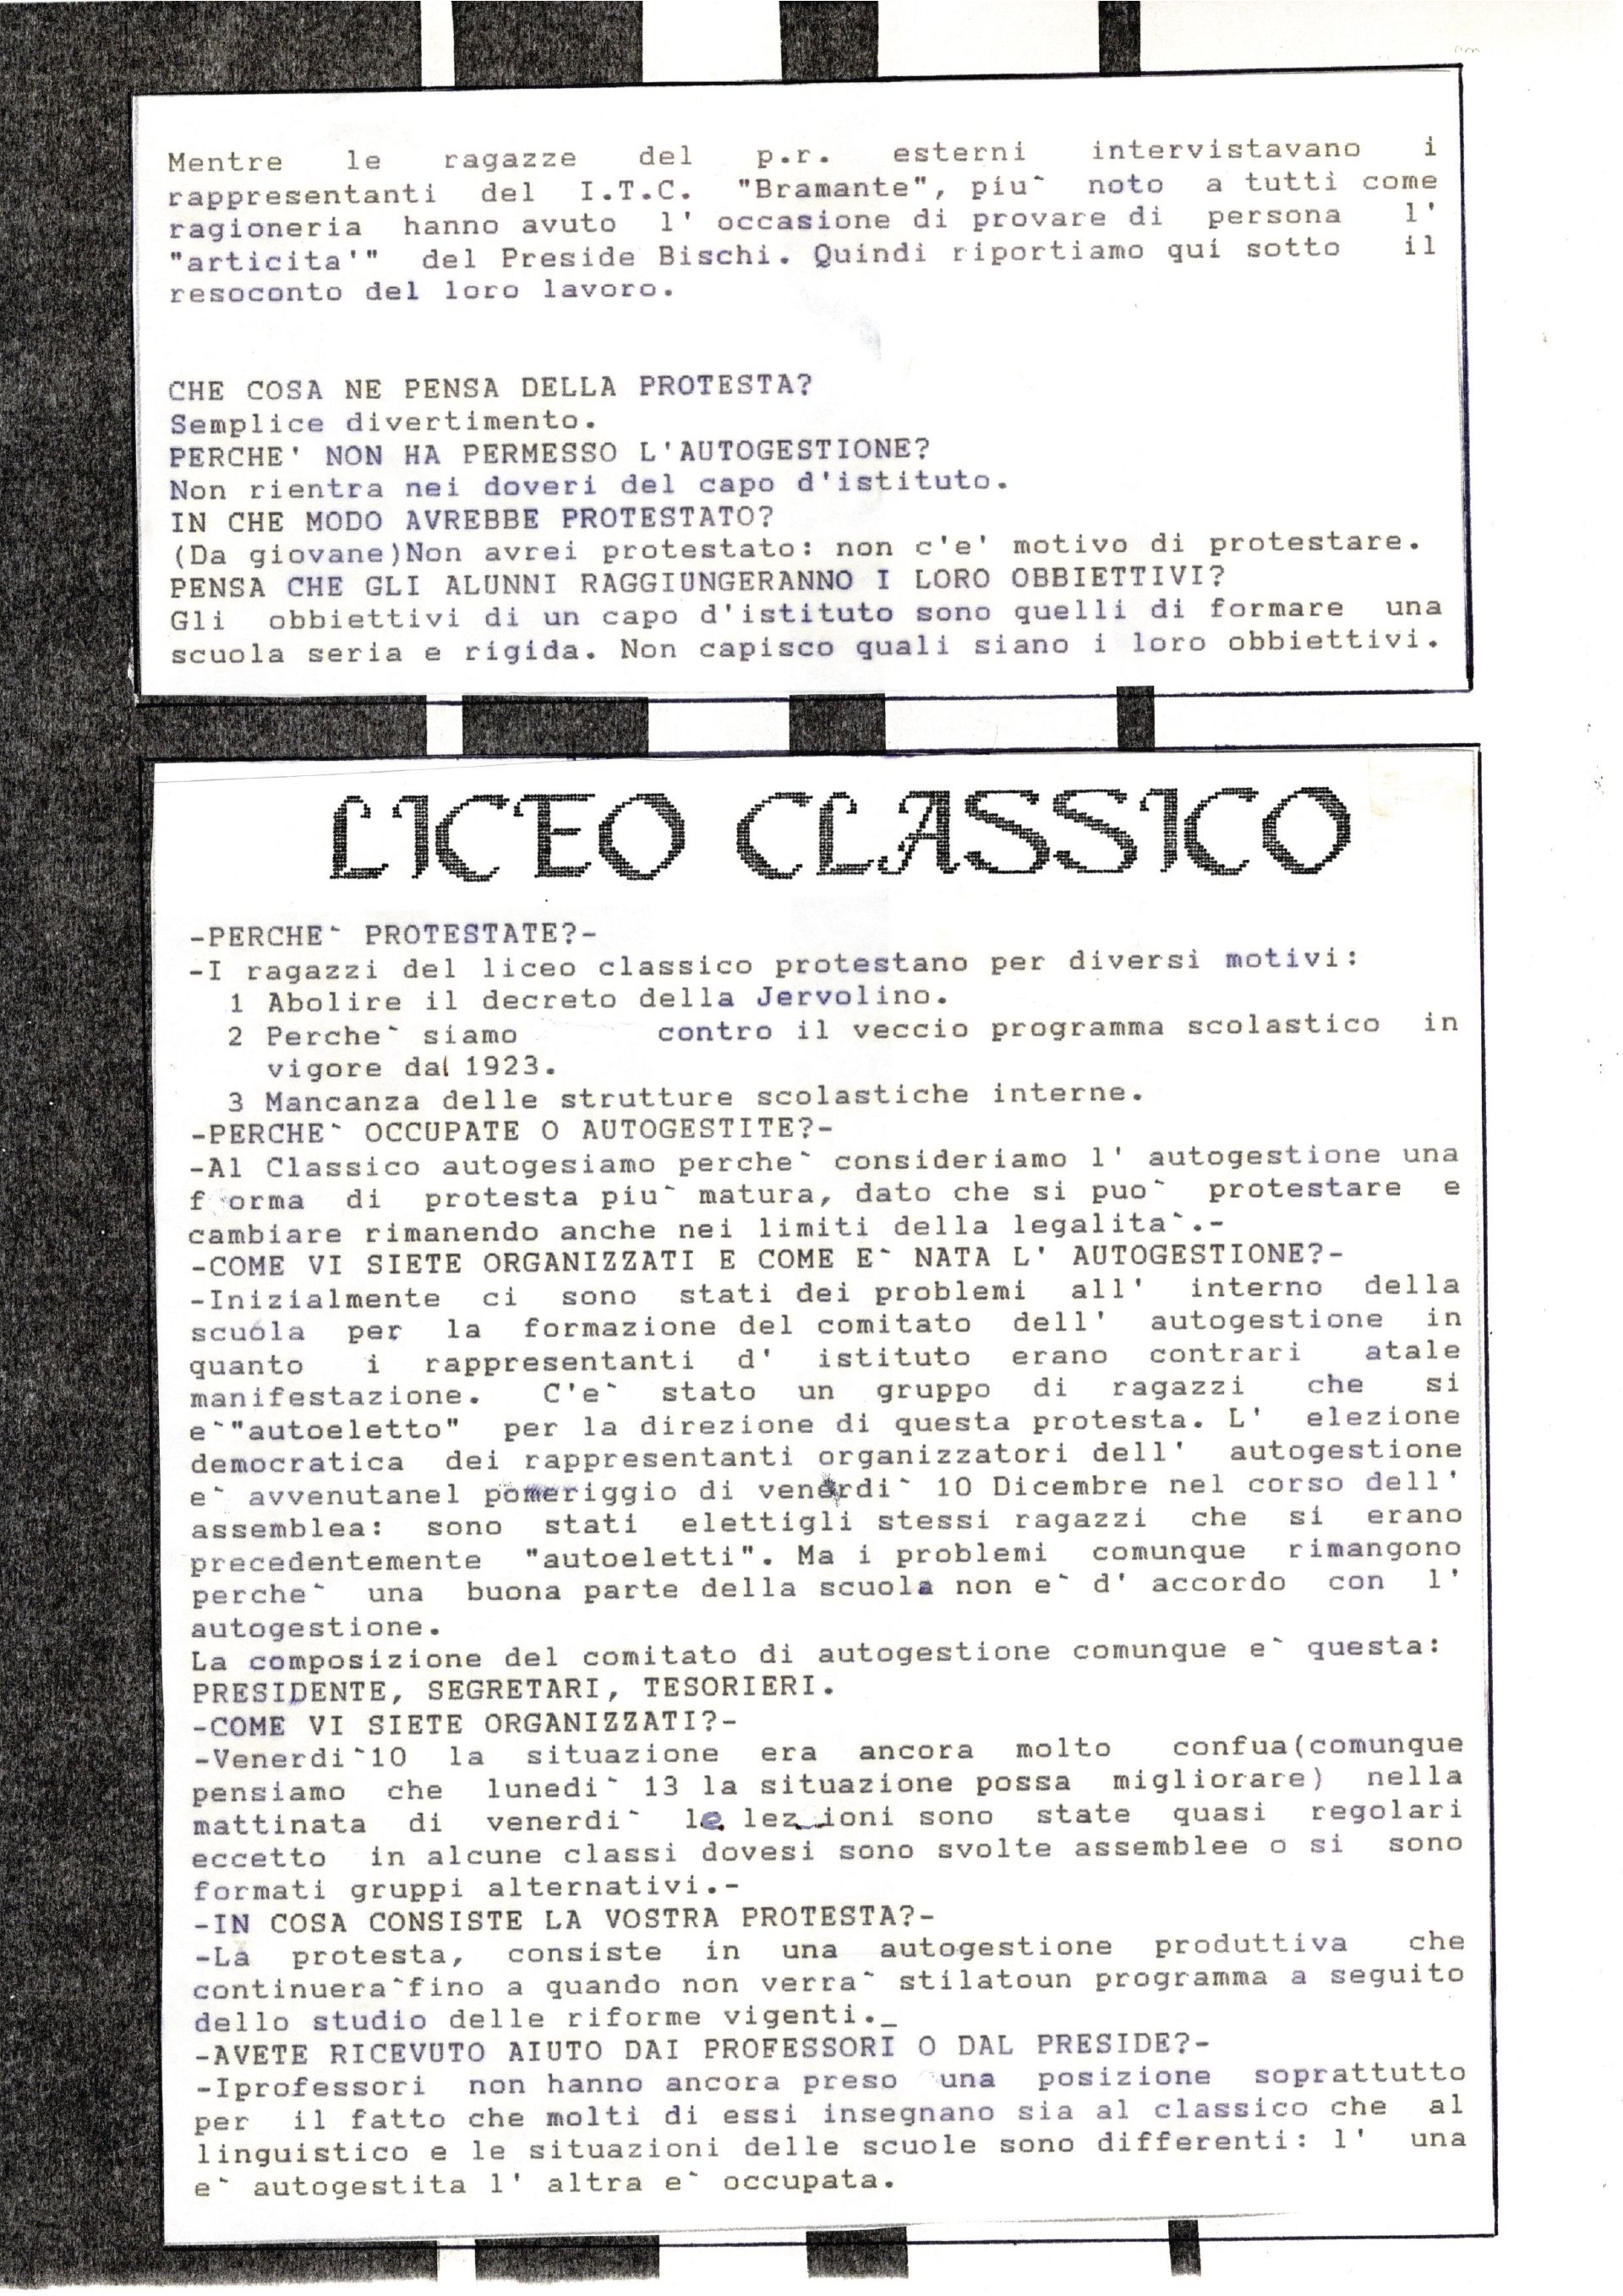 Mentre le ragazze del p.r. esterni intervistavano i
rappresentanti del I.T.C. "Bramante", piu` noto a tutti come
ragioneria hanno avuto l' occasione di provare di persona l'
"articita'" del Preside Bischi. Quindi riportiamo qui sotto il
resoconto del loro lavoro.
CHE COSA NE PENSA DELLA PROTESTA?
Semplice divertimento.
PERCHE' NON HA PERMESSO L'AUTOGESTIONE?
Non rientra nei doveri del capo d'istituto.
IN CHE MODO AVREBBE PROTESTATO?
(Da giovane)Non avrei protestato: non c'e' motivo di protestare.
PENSA CHE GLI ALUNNI RAGGIUNGERANNO I LORO OBBIETTIVI?
Gli obbiettivi di un capo d'istituto sono quelli di formare una
scuola seria e rigida. Non capisco quali siano i loro obbiettivi.
LICEO CLASSICO
-PERCHE` PROTESTATE?-
-I ragazzi del liceo classico protestano per diversi motivi:
1 Abolire il decreto della Jervolino.
2 Perche` siamo contro il veccio programma scolastico in
vigore dal 1923.
3 Mancanza delle strutture scolastiche interne.
-PERCHE` OCCUPATE O AUTOGESTITE?-
-Al Classico autogesiamo perche` consideriamo l' autogestione una
f orma di protesta piu` matura, dato che si puo` protestare e
cambiare rimanendo anche nei limiti della legalita`.-
-COME VI SIETE ORGANIZZATI E COME E` NATA L' AUTOGESTIONE?-
-Inizialmente ci sono stati dei problemi all' interno della
scuola per la formazione del comitato dell' autogestione in
quanto i rappresentanti d' istituto erano contrari atale
manifestazione. C'e` stato un gruppo di ragazzi che si
e`"autoeletto" per la direzione di questa protesta. L' elezione
democratica dei rappresentanti organizzatori dell' autogestione
e` avvenutanel pomeriggio di venerdi` 10 Dicembre nel corso dell'
assemblea: sono stati elettigli stessi ragazzi che si erano
precedentemente "autoeletti". Ma i problemi comunque rimangono
perche` una buona parte della scuola non e` d' accordo con l'
autogestione.
La composizione del comitato di autogestione comunque e` questa:
PRESIDENTE, SEGRETARI, TESORIERI.
-COME VI SIETE ORGANIZZATI?-
-Venerdi`10 la situazione era ancora molto confua(comunque
pensiamo che lunedi` 13 la situazione possa migliorare) nella
mattinata di venerdi` le lez ioni sono state quasi regolari
eccetto in alcune classi dovesi sono svolte assemblee o si sono
formati gruppi alternativi.-
-IN COSA CONSISTE LA VOSTRA PROTESTA?-
-La protesta, consiste in una autogestione produttiva che
continuera`fino a quando non verra` stilatoun programma a seguito
dello studio delle riforme vigenti._
-AVETE RICEVUTO AIUTO DAI PROFESSORI O DAL PRESIDE?-
-Iprofessori non hanno ancora preso una posizione soprattutto
per il fatto che molti di essi insegnano sia al classico che al
linguistico e le situazioni delle scuole sono differenti: l' una
e` autogestita l' altra e` occupata.